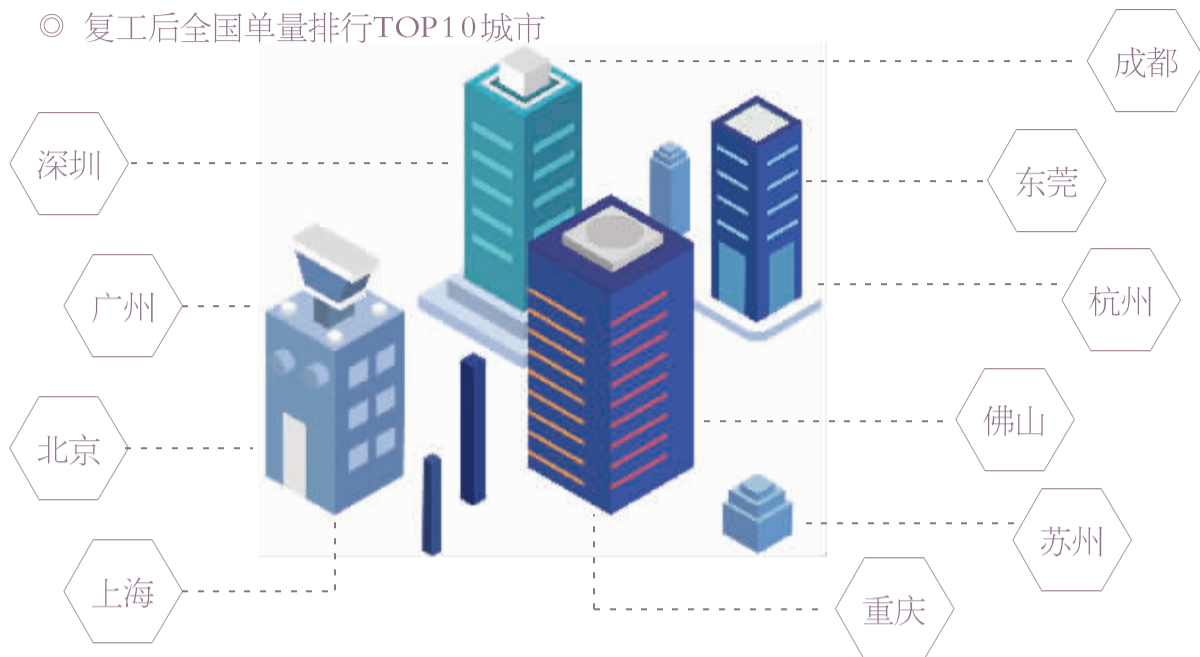 ◎ 复工后全国单量排行TOP10城市
成都
深圳
东莞
广州
杭州
北京
佛山
苏州
上海
重庆